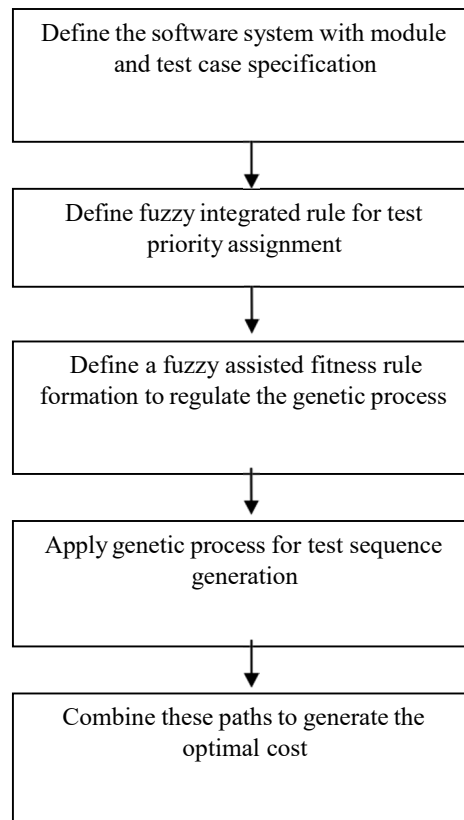 Define the software system with module
and test case specification
Define fuzzy integrated rule for test
priority assignment
Define a fuzzy assisted fitness rule
formation to regulate the genetic process
Apply genetic process for test sequence
generation
Combine these paths to generate the
optimal cost